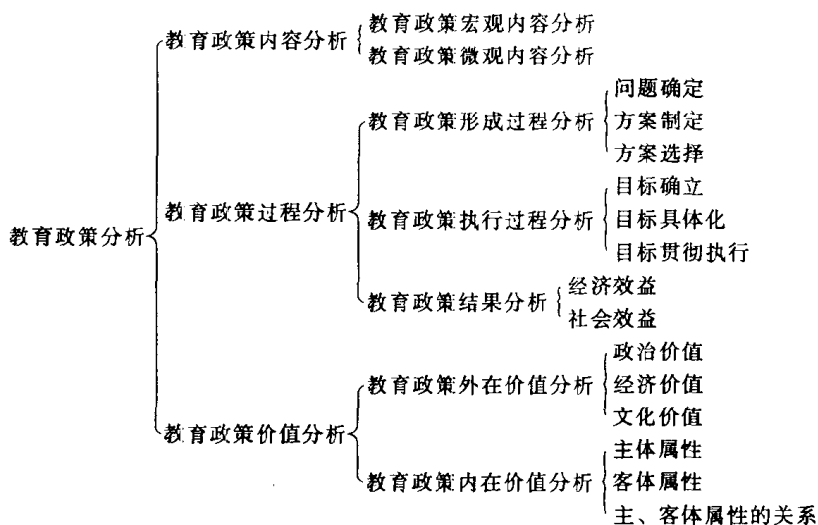 教育政策宏观内容分析
教育政策内容分析
教育政策微观内容分析
问题确定
教育政策形成过程分析
方案制定
方案选择
目标确立
教育政策过程分析
教育政策执行过程分析
目标具体化
教育政策分析
目标贯彻执行
经济效益
教育政策结果分析
社会效益
政治价值
教育政策外在价值分析
经济价值
文化价值
教育政策价值分析
主体属性
教育政策内在价值分析
客体属性
主、客体属性的关系